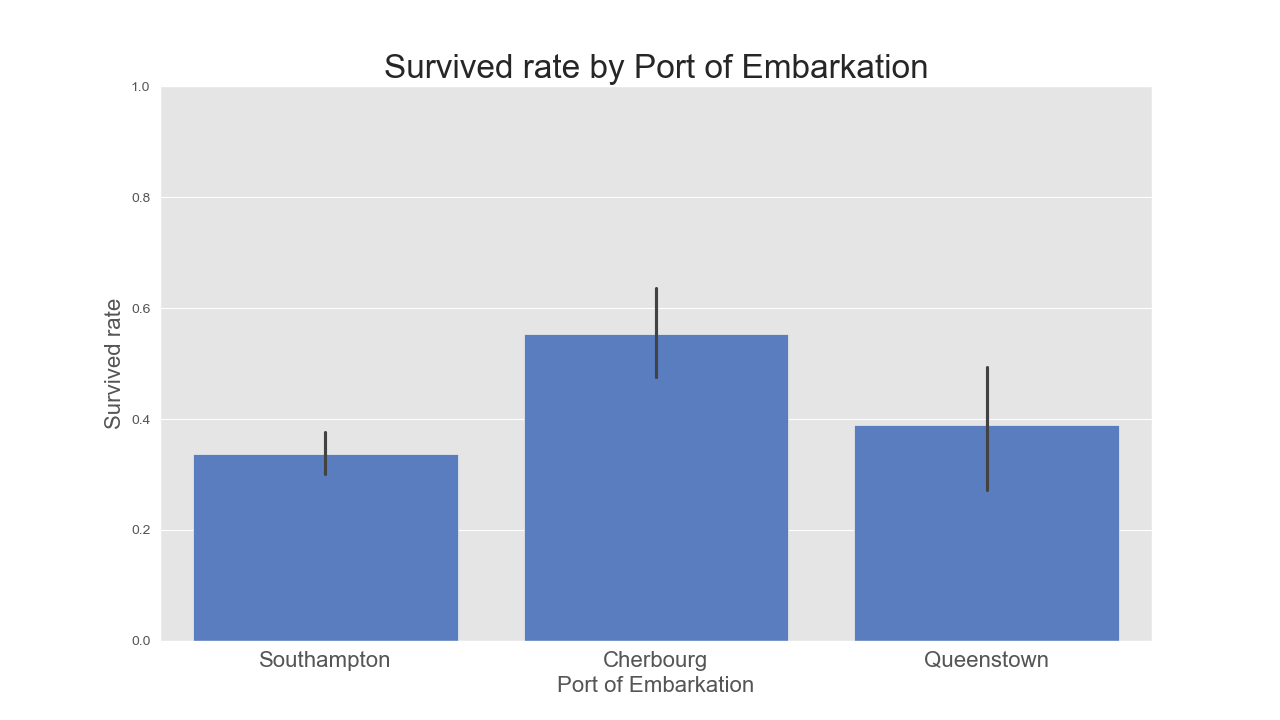 Survived rate by Port of Embarkation
1.0
0.8
0.6
0.4
0.2
0.0
Survived rate
Southampton Cherbourg Queenstown
Port of Embarkation